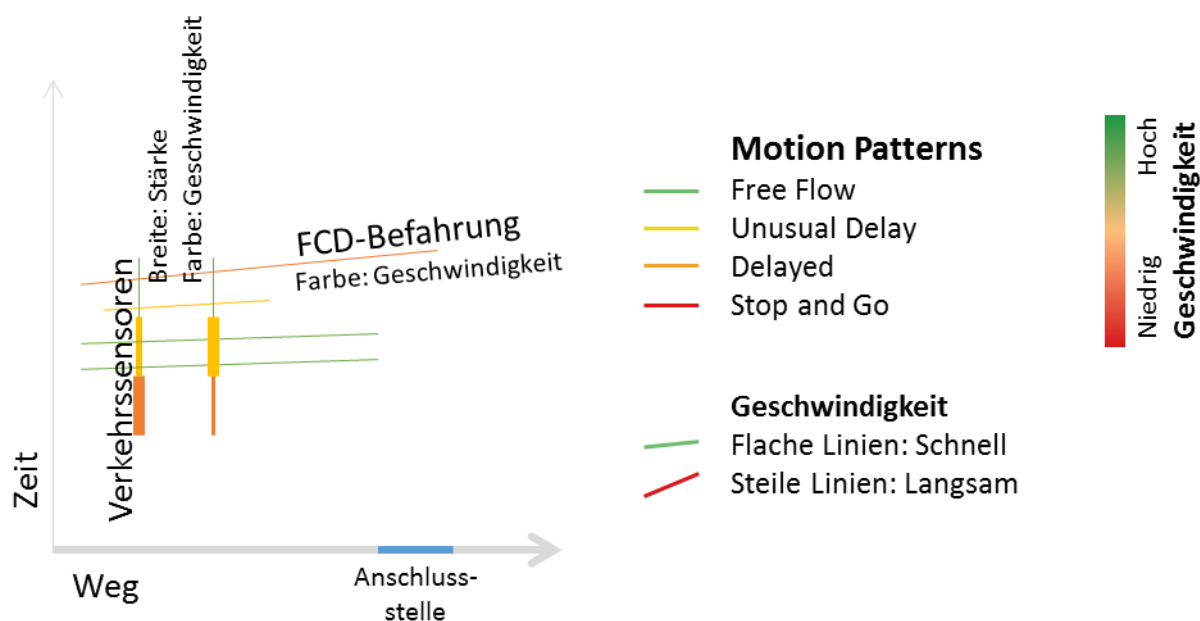 Zeit
Verkehrssensoren
Breite: Stärke
Farbe: Geschwindigkeit
FCD-Befahrung
Farbe: Geschwindigkeit
Weg
Anschluss-
stelle
Motion Patterns
Free Flow
Unusual Delay
Delayed
Stop and Go
Geschwindigkeit
Flache Linien: Schnell
Steile Linien: Langsam
Niedrig
Hoch
Geschwindigkeit